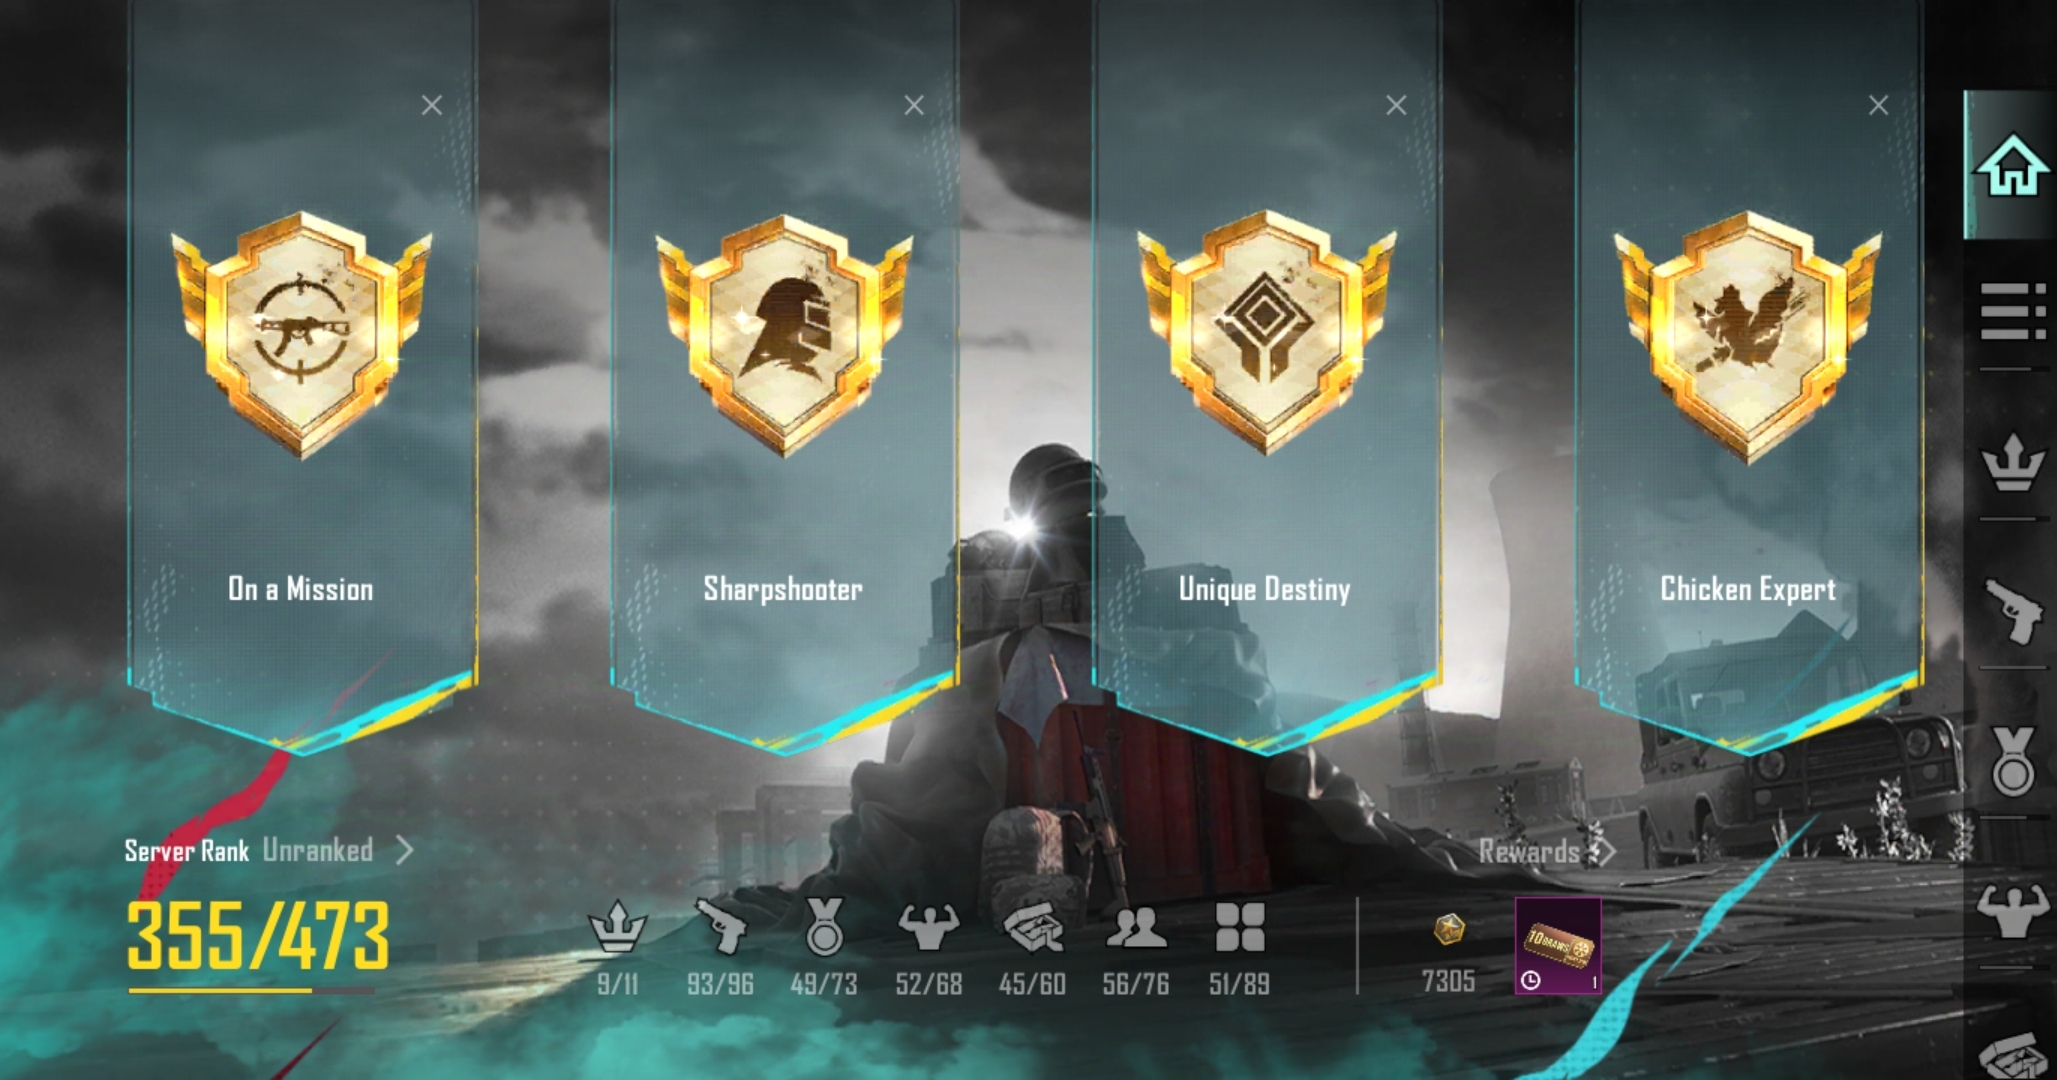 On a Mission
Sharpshooter
Unique Destiny
Chicken Expert
Server Rank Unranked
Rewards
355/473
9/11
93/96
49/73
52/68
45/60
56/76
51/89
7305
10 DRAWS
1